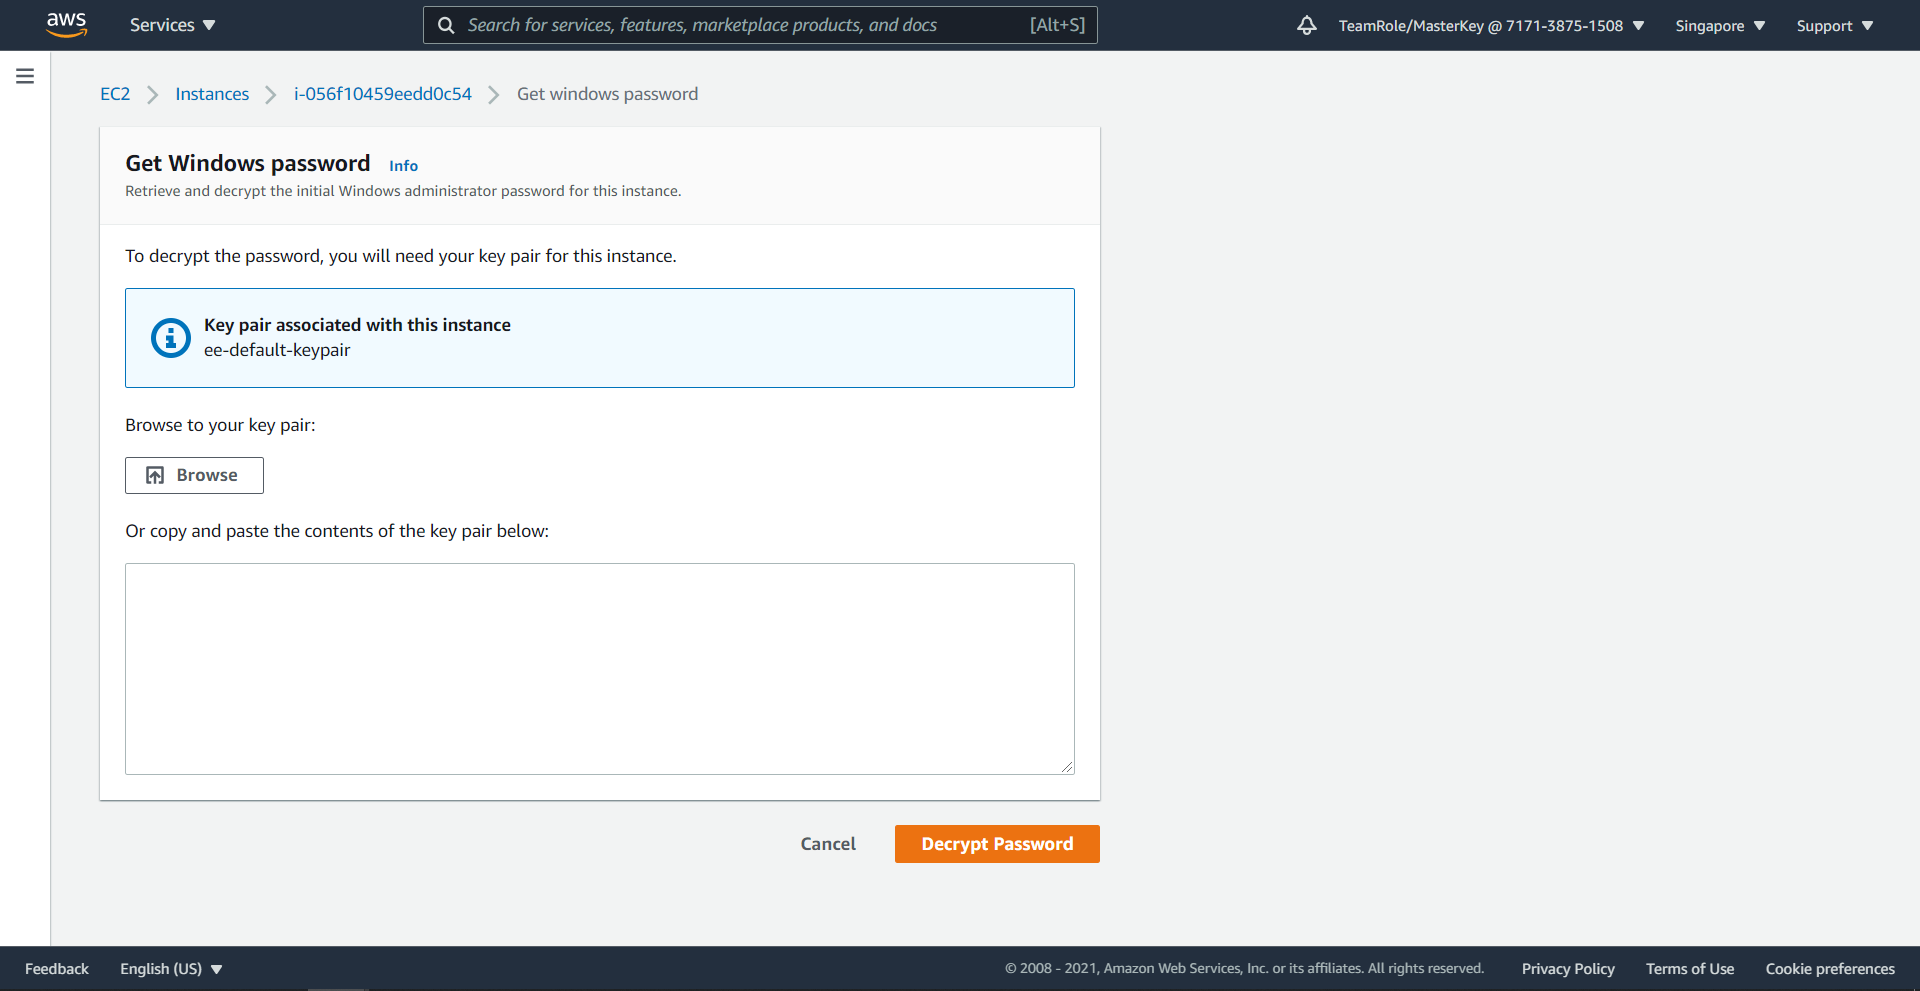 aws
Services
Search for services, features, marketplace products, and docs [Alt+S]
TeamRole/MasterKey @ 7171-3875-1508
Singapore
Support
EC2 Instances i-056f10459eedd0c54 Get windows password
Get Windows password Info
Retrieve and decrypt the initial Windows administrator password for this instance.
To decrypt the password, you will need your key pair for this instance.
Key pair associated with this instance
ee-default-keypair
Browse to your key pair:
Browse
Or copy and paste the contents of the key pair below:
Cancel Decrypt Password
Feedback English (US) © 2008 - 2021, Amazon Web Services, Inc. or its affiliates. All rights reserved. Privacy Policy Terms of Use Cookie preferences